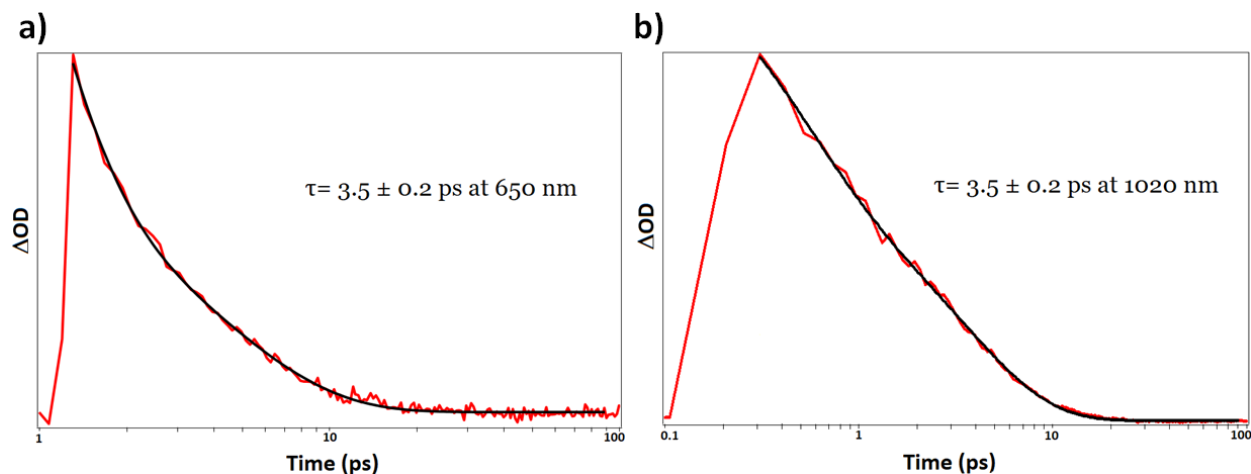 a)
τ= 3.5 ± 0.2 ps at 650 nm
ΔOD
1
10
100
Time (ps)
b)
τ= 3.5 ± 0.2 ps at 1020 nm
ΔOD
0.1
1
10
100
Time (ps)